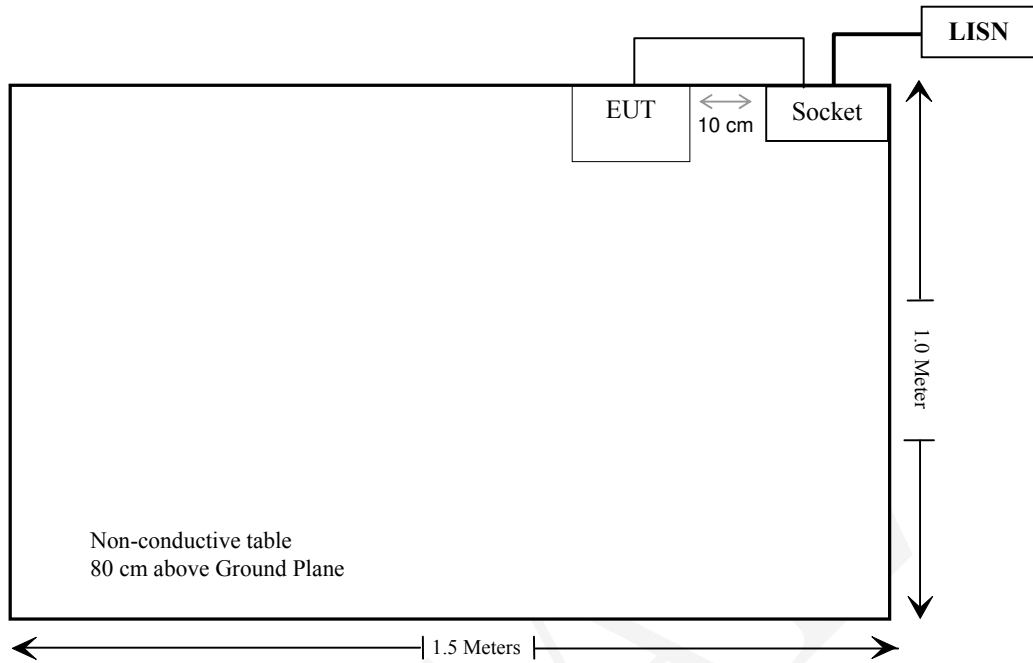 LISN
EUT
Socket
10 cm
1.0 Meter
Non-conductive table
80 cm above Ground Plane
1.5 Meters